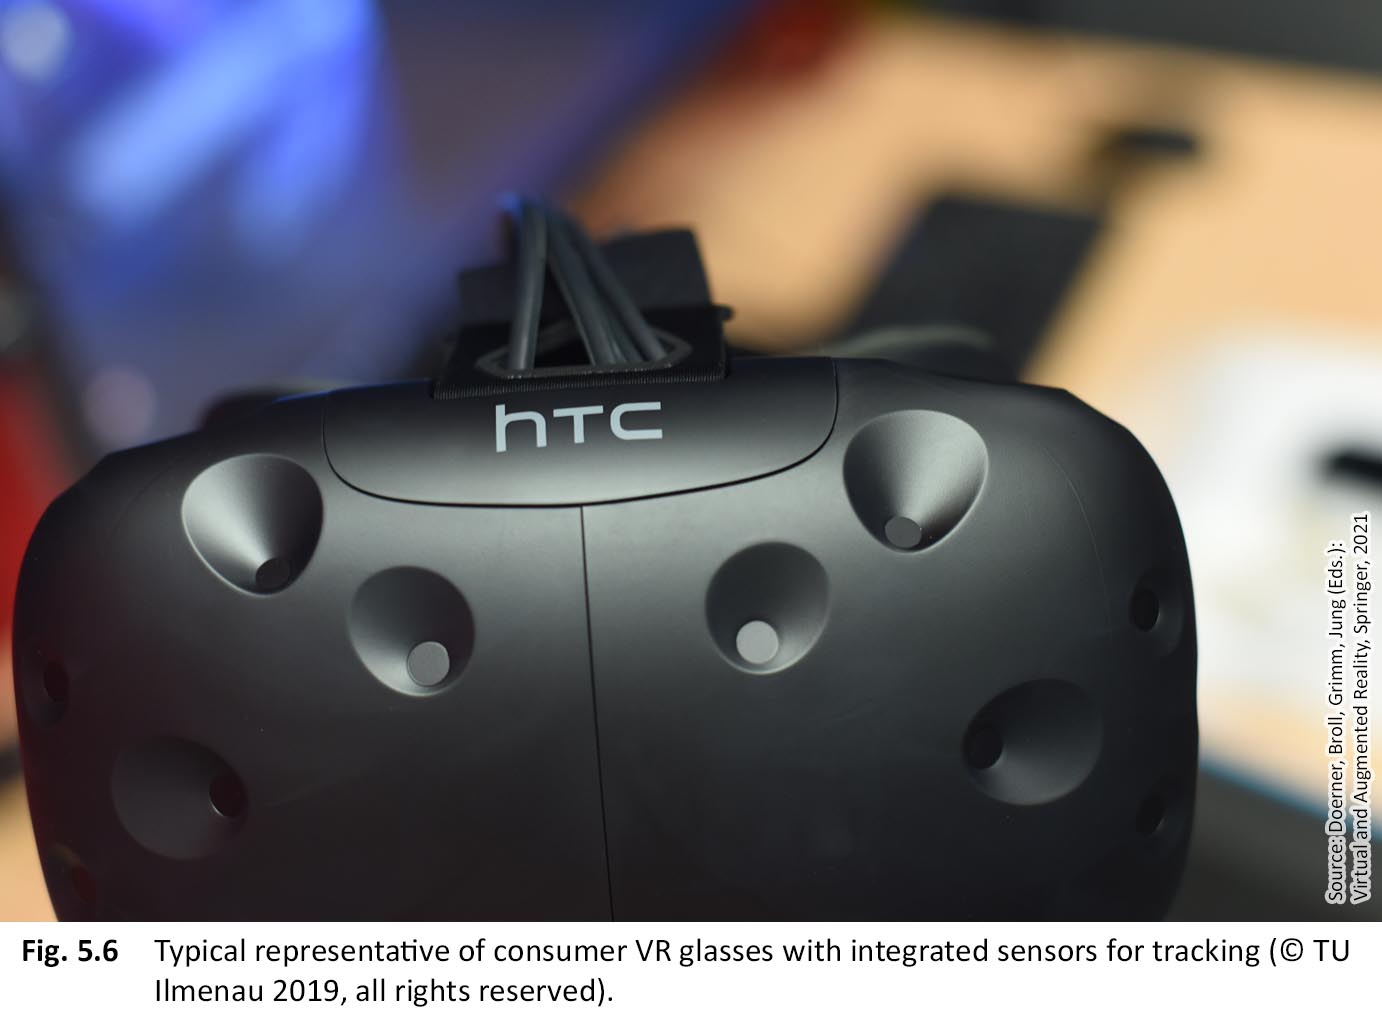 hTC
Source: Doerner, Broll, Grimm, Jung (Eds.):
Virtual and Augmented Reality, Springer, 2021
Fig. 5.6 Typical representative of consumer VR glasses with integrated sensors for tracking (© TU
Ilmenau 2019, all rights reserved).